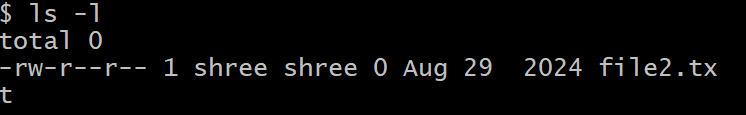 $ ls -l
total 0
-rw-r--r-- 1 shree shree 0 Aug 29  2024 file2.tx
t